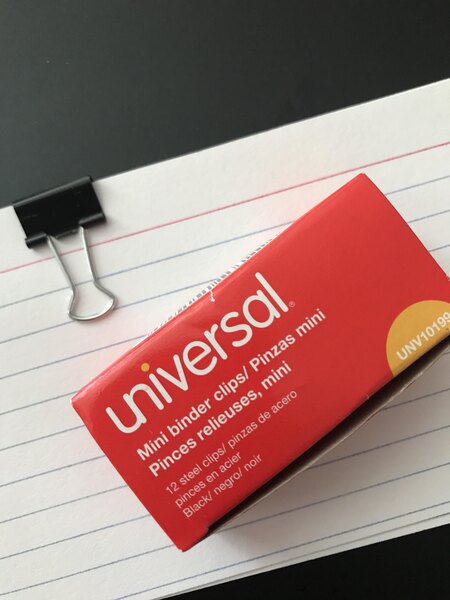 universal®
Mini binder clips/ Pinzas mini
Pinces relieuses, mini
12 steel clips/ pinzas de acero
pinces en acier
Black/ negro/ noir
UNV10199